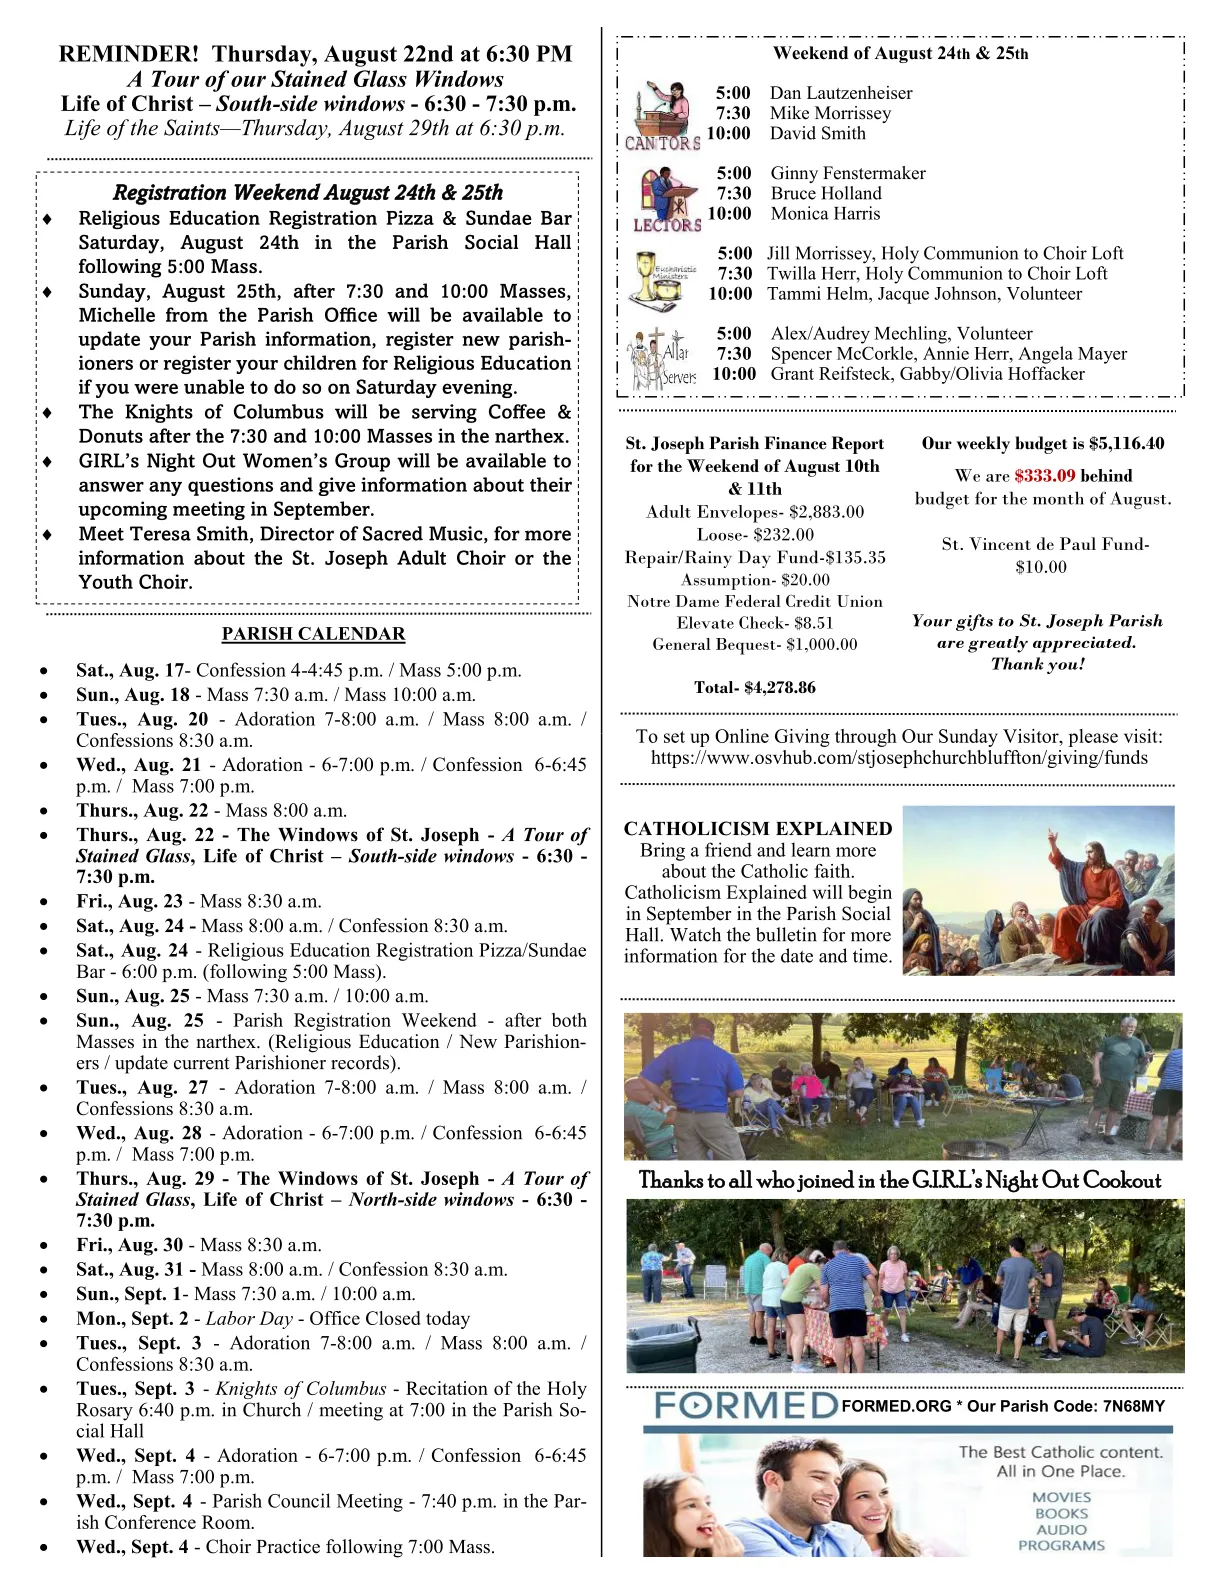 REMINDER!  Thursday, August 22nd at 6:30 PM
A Tour of our Stained Glass Windows
Life of Christ – South-side windows - 6:30 - 7:30 p.m.
Life of the Saints—Thursday, August 29th at 6:30 p.m.
Registration Weekend August 24th & 25th
♦ Religious Education Registration Pizza & Sundae Bar
Saturday, August 24th in the Parish Social Hall
following 5:00 Mass.
♦ Sunday, August 25th, after 7:30 and 10:00 Masses,
Michelle from the Parish Office will be available to
update your Parish information, register new parish-
ioners or register your children for Religious Education
if you were unable to do so on Saturday evening.
♦ The Knights of Columbus will be serving Coffee &
Donuts after the 7:30 and 10:00 Masses in the narthex.
♦ GIRL's Night Out Women's Group will be available to
answer any questions and give information about their
upcoming meeting in September.
♦ Meet Teresa Smith, Director of Sacred Music, for more
information about the St. Joseph Adult Choir or the
Youth Choir.
PARISH CALENDAR
• Sat., Aug. 17- Confession 4-4:45 p.m. / Mass 5:00 p.m.
• Sun., Aug. 18 - Mass 7:30 a.m. / Mass 10:00 a.m.
• Tues., Aug. 20 - Adoration 7-8:00 a.m. / Mass 8:00 a.m. /
Confessions 8:30 a.m.
• Wed., Aug. 21 - Adoration - 6-7:00 p.m. / Confession  6-6:45
p.m. /  Mass 7:00 p.m.
• Thurs., Aug. 22 - Mass 8:00 a.m.
• Thurs., Aug. 22 - The Windows of St. Joseph - A Tour of
Stained Glass, Life of Christ – South-side windows - 6:30 -
7:30 p.m.
• Fri., Aug. 23 - Mass 8:30 a.m.
• Sat., Aug. 24 - Mass 8:00 a.m. / Confession 8:30 a.m.
• Sat., Aug. 24 - Religious Education Registration Pizza/Sundae
Bar - 6:00 p.m. (following 5:00 Mass).
• Sun., Aug. 25 - Mass 7:30 a.m. / 10:00 a.m.
• Sun., Aug. 25 - Parish Registration Weekend - after both
Masses in the narthex. (Religious Education / New Parishion-
ers / update current Parishioner records).
• Tues., Aug. 27 - Adoration 7-8:00 a.m. / Mass 8:00 a.m. /
Confessions 8:30 a.m.
• Wed., Aug. 28 - Adoration - 6-7:00 p.m. / Confession  6-6:45
p.m. /  Mass 7:00 p.m.
• Thurs., Aug. 29 - The Windows of St. Joseph - A Tour of
Stained Glass, Life of Christ – North-side windows - 6:30 -
7:30 p.m.
• Fri., Aug. 30 - Mass 8:30 a.m.
• Sat., Aug. 31 - Mass 8:00 a.m. / Confession 8:30 a.m.
• Sun., Sept. 1- Mass 7:30 a.m. / 10:00 a.m.
• Mon., Sept. 2 - Labor Day - Office Closed today
• Tues., Sept. 3 - Adoration 7-8:00 a.m. / Mass 8:00 a.m. /
Confessions 8:30 a.m.
• Tues., Sept. 3 - Knights of Columbus - Recitation of the Holy
Rosary 6:40 p.m. in Church / meeting at 7:00 in the Parish So-
cial Hall
• Wed., Sept. 4 - Adoration - 6-7:00 p.m. / Confession  6-6:45
p.m. /  Mass 7:00 p.m.
• Wed., Sept. 4 - Parish Council Meeting - 7:40 p.m. in the Par-
ish Conference Room.
• Wed., Sept. 4 - Choir Practice following 7:00 Mass.
Weekend of August 24th & 25th
CANTORS
5:00 Dan Lautzenheiser
7:30 Mike Morrissey
10:00 David Smith
LECTORS
5:00 Ginny Fenstermaker
7:30 Bruce Holland
10:00 Monica Harris
Eucharistic
Ministers
5:00 Jill Morrissey, Holy Communion to Choir Loft
7:30 Twilla Herr, Holy Communion to Choir Loft
10:00 Tammi Helm, Jacque Johnson, Volunteer
Altar
Servers
5:00 Alex/Audrey Mechling, Volunteer
7:30 Spencer McCorkle, Annie Herr, Angela Mayer
10:00 Grant Reifsteck, Gabby/Olivia Hoffacker
St. Joseph Parish Finance Report
for the Weekend of August 10th
& 11th
Adult Envelopes- $2,883.00
Loose- $232.00
Repair/Rainy Day Fund-$135.35
Assumption- $20.00
Notre Dame Federal Credit Union
Elevate Check- $8.51
General Bequest- $1,000.00
Total- $4,278.86
Our weekly budget is $5,116.40
We are $333.09 behind
budget for the month of August.
St. Vincent de Paul Fund-
$10.00
Your gifts to St. Joseph Parish
are greatly appreciated.
Thank you!
To set up Online Giving through Our Sunday Visitor, please visit:
https://www.osvhub.com/stjosephchurchbluffton/giving/funds
CATHOLICISM EXPLAINED
Bring a friend and learn more
about the Catholic faith.
Catholicism Explained will begin
in September in the Parish Social
Hall. Watch the bulletin for more
information for the date and time.
Thanks to all who joined in the G.I.R.L.'s Night Out Cookout
FORMED FORMED.ORG * Our Parish Code: 7N68MY
The Best Catholic content.
All in One Place.
MOVIES
BOOKS
AUDIO
PROGRAMS